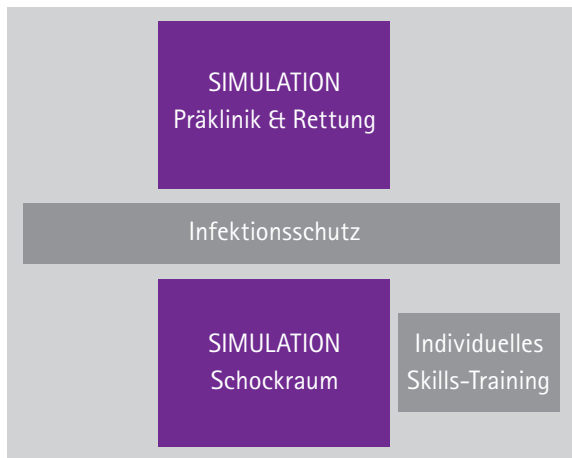 SIMULATION
Präklinik & Rettung
Infektionsschutz
SIMULATION
Schockraum
Individuelles
Skills-Training